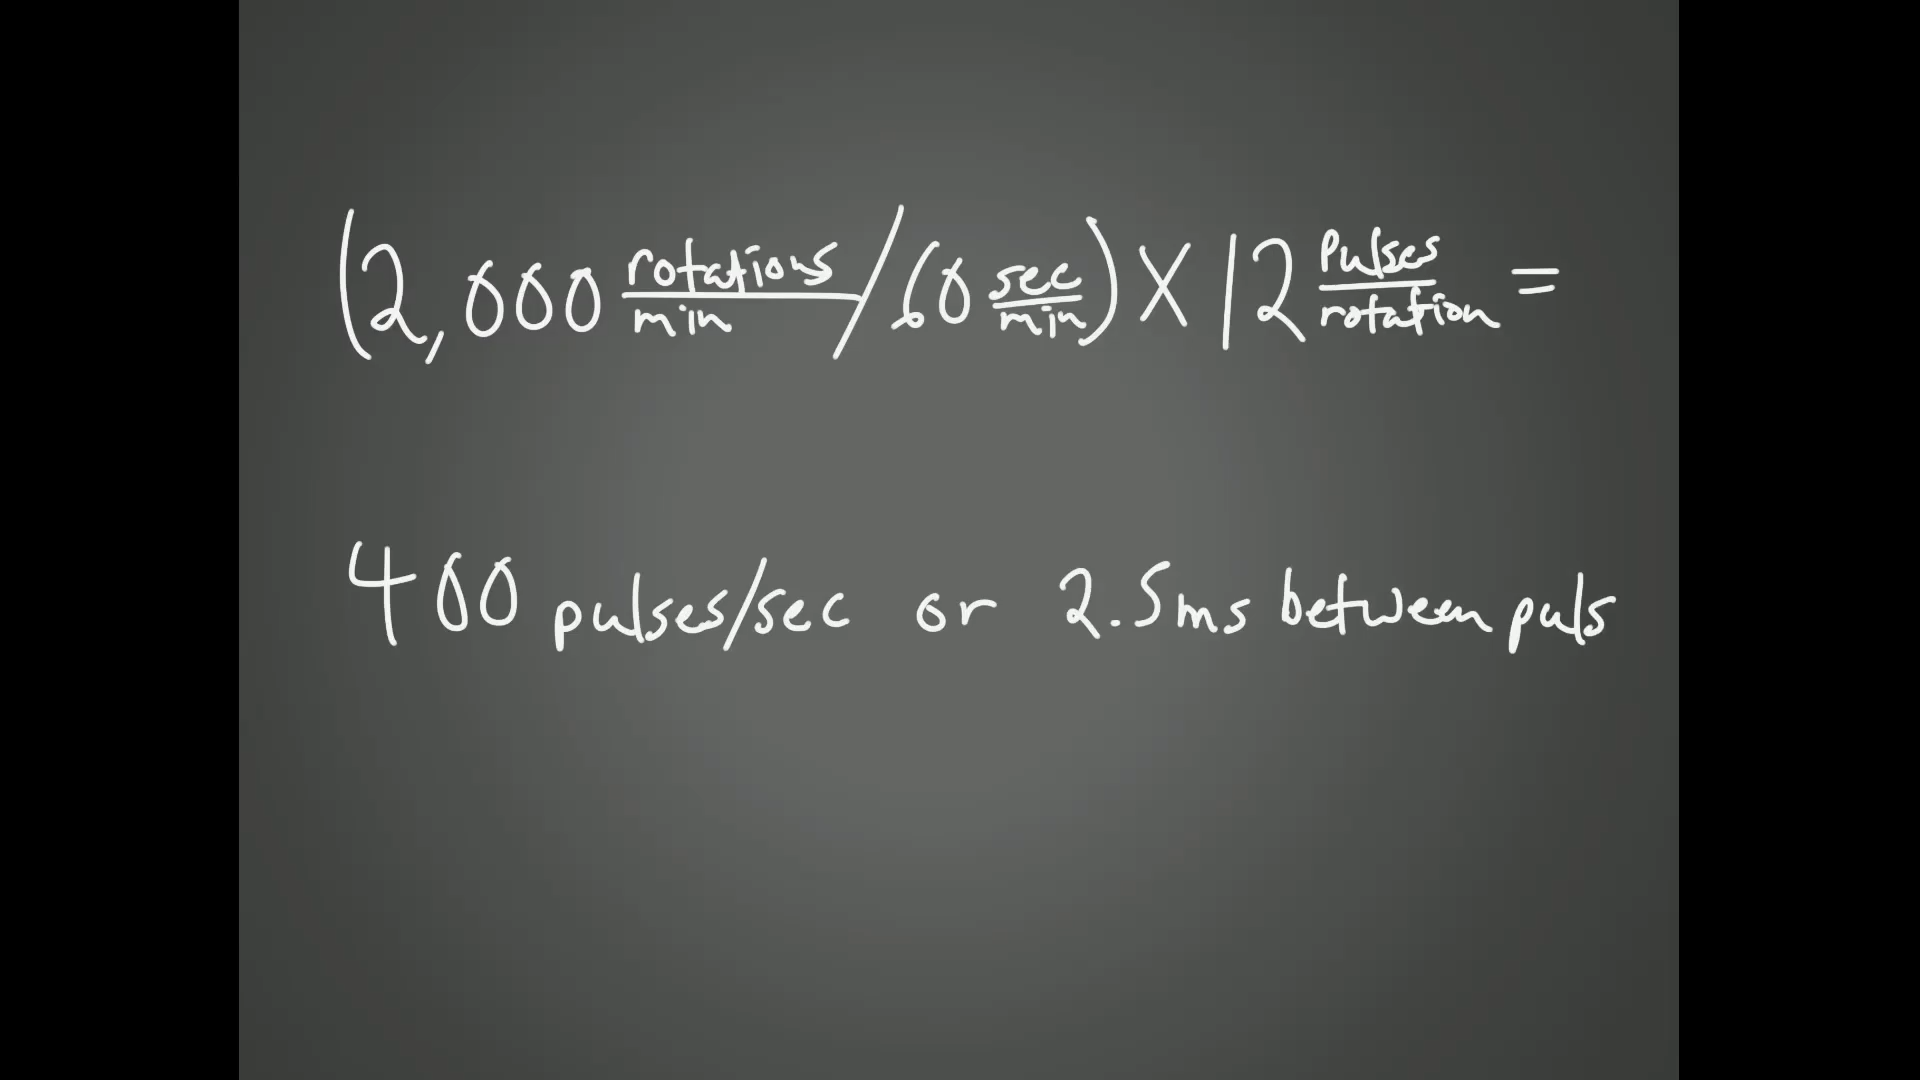 (2,000 rotations/min / 60 sec/min) X 12 pulses/rotation =
400 pulses/sec or 2.5ms between puls